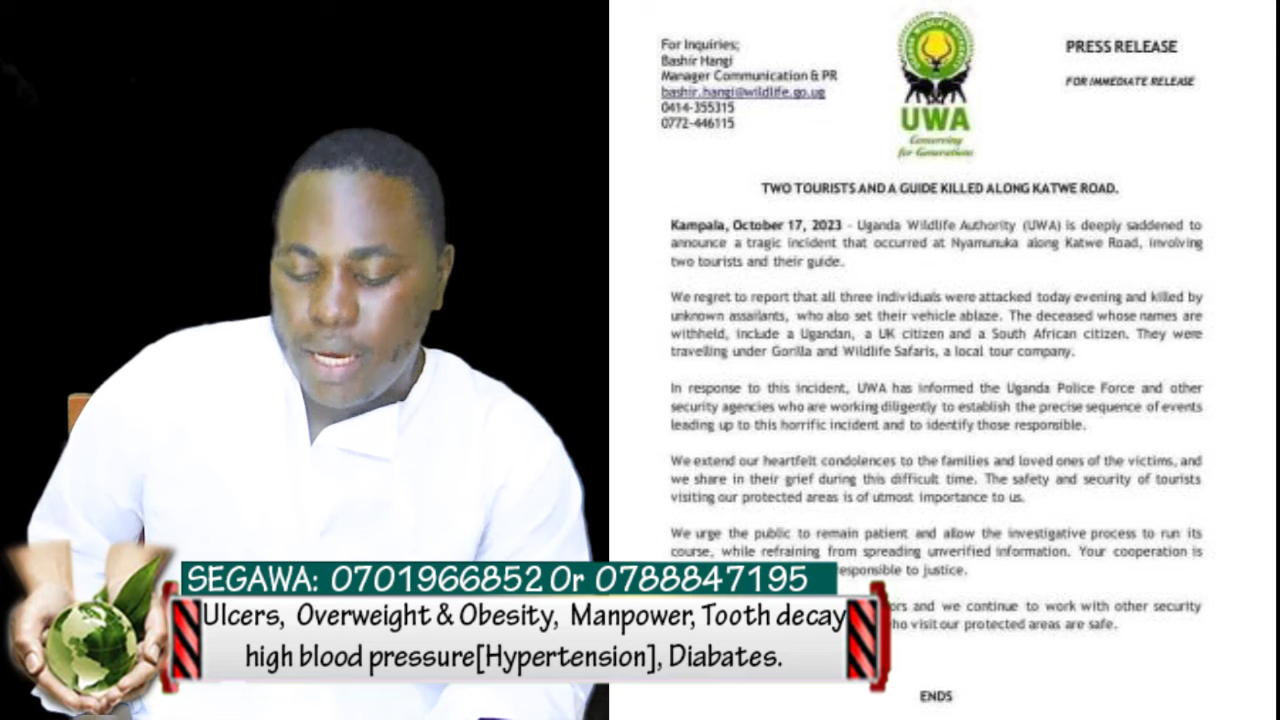 For Inquiries;
Bashir Hangi
Manager Communication & PR
bashir.hangi@wildlife.go.ug
0414-355315
0772-446115
UWA
Conserving
for Generations
PRESS RELEASE
FOR IMMEDIATE RELEASE
TWO TOURISTS AND A GUIDE KILLED ALONG KATWE ROAD.
Kampala, October 17, 2023 - Uganda Wildlife Authority (UWA) is deeply saddened to
announce a tragic incident that occurred at Nyamunuka along Katwe Road, involving
two tourists and their guide.
We regret to report that all three individuals were attacked today evening and killed by
unknown assailants, who also set their vehicle ablaze. The deceased whose names are
withheld, include a Ugandan, a UK citizen and a South African citizen. They were
travelling under Gorilla and Wildlife Safaris, a local tour company.
In response to this incident, UWA has informed the Uganda Police Force and other
security agencies who are working diligently to establish the precise sequence of events
leading up to this horrific incident and to identify those responsible.
We extend our heartfelt condolences to the families and loved ones of the victims, and
we share in their grief during this difficult time. The safety and security of tourists
visiting our protected areas is of utmost importance to us.
We urge the public to remain patient and allow the investigative process to run its
course, while refraining from spreading unverified information. Your cooperation is
responsible to justice.
ors and we continue to work with other security
who visit our protected areas are safe.
ENDS
SEGAWA: 0701966852 Or 0788847195
Ulcers, Overweight & Obesity, Manpower, Tooth decay
high blood pressure[Hypertension], Diabates.